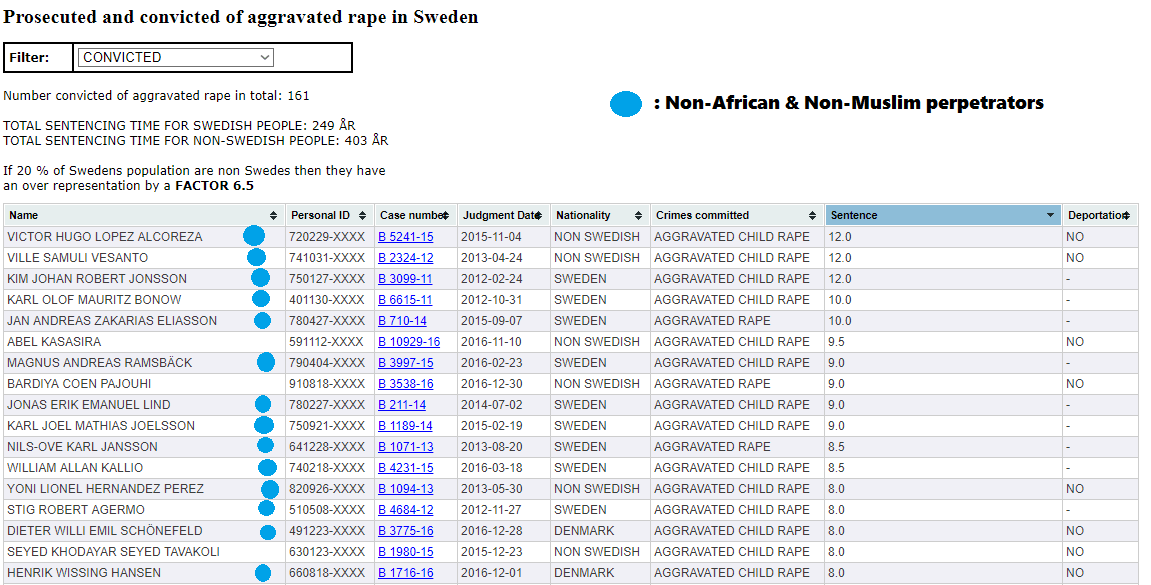 Prosecuted and convicted of aggravated rape in Sweden
Filter: CONVICTED
Number convicted of aggravated rape in total: 161
: Non-African & Non-Muslim perpetrators
TOTAL SENTENCING TIME FOR SWEDISH PEOPLE: 249 ÅR
TOTAL SENTENCING TIME FOR NON-SWEDISH PEOPLE: 403 ÅR
If 20 % of Swedens population are non Swedes then they have
an over representation by a FACTOR 6.5
Name Personal ID Case number Judgment Date Nationality Crimes committed Sentence Deportation
VICTOR HUGO LOPEZ ALCOREZA 720229-XXXX B 5241-15 2015-11-04 NON SWEDISH AGGRAVATED CHILD RAPE 12.0 NO
VILLE SAMULI VESANTO 741031-XXXX B 2324-12 2013-04-24 NON SWEDISH AGGRAVATED CHILD RAPE 12.0 NO
KIM JOHAN ROBERT JONSSON 750127-XXXX B 3099-11 2012-02-24 SWEDEN AGGRAVATED CHILD RAPE 12.0 -
KARL OLOF MAURITZ BONOW 401130-XXXX B 6615-11 2012-10-31 SWEDEN AGGRAVATED CHILD RAPE 10.0 -
JAN ANDREAS ZAKARIAS ELIASSON 780427-XXXX B 710-14 2015-09-07 SWEDEN AGGRAVATED RAPE 10.0 -
ABEL KASASIRA 591112-XXXX B 10929-16 2016-11-10 NON SWEDISH AGGRAVATED CHILD RAPE 9.5 NO
MAGNUS ANDREAS RAMSBÄCK 790404-XXXX B 3997-15 2016-02-23 SWEDEN AGGRAVATED CHILD RAPE 9.0 -
BARDIYA COEN PAJOUHI 910818-XXXX B 3538-16 2016-12-30 NON SWEDISH AGGRAVATED RAPE 9.0 NO
JONAS ERIK EMANUEL LIND 780227-XXXX B 211-14 2014-07-02 SWEDEN AGGRAVATED CHILD RAPE 9.0 -
KARL JOEL MATHIAS JOELSSON 750921-XXXX B 1189-14 2015-02-19 SWEDEN AGGRAVATED CHILD RAPE 9.0 -
NILS-OVE KARL JANSSON 641228-XXXX B 1071-13 2013-08-20 SWEDEN AGGRAVATED RAPE 8.5 -
WILLIAM ALLAN KALLIO 740218-XXXX B 4231-15 2016-03-18 SWEDEN AGGRAVATED CHILD RAPE 8.5 -
YONI LIONEL HERNANDEZ PEREZ 820926-XXXX B 1094-13 2013-05-30 NON SWEDISH AGGRAVATED CHILD RAPE 8.0 NO
STIG ROBERT AGERMO 510508-XXXX B 4684-12 2012-11-27 SWEDEN AGGRAVATED CHILD RAPE 8.0 -
DIETER WILLI EMIL SCHÖNEFELD 491223-XXXX B 3775-16 2016-12-28 DENMARK AGGRAVATED CHILD RAPE 8.0 NO
SEYED KHODAYAR SEYED TAVAKOLI 630123-XXXX B 1980-15 2015-12-23 NON SWEDISH AGGRAVATED CHILD RAPE 8.0 NO
HENRIK WISSING HANSEN 660818-XXXX B 1716-16 2016-12-01 DENMARK AGGRAVATED CHILD RAPE 8.0 NO